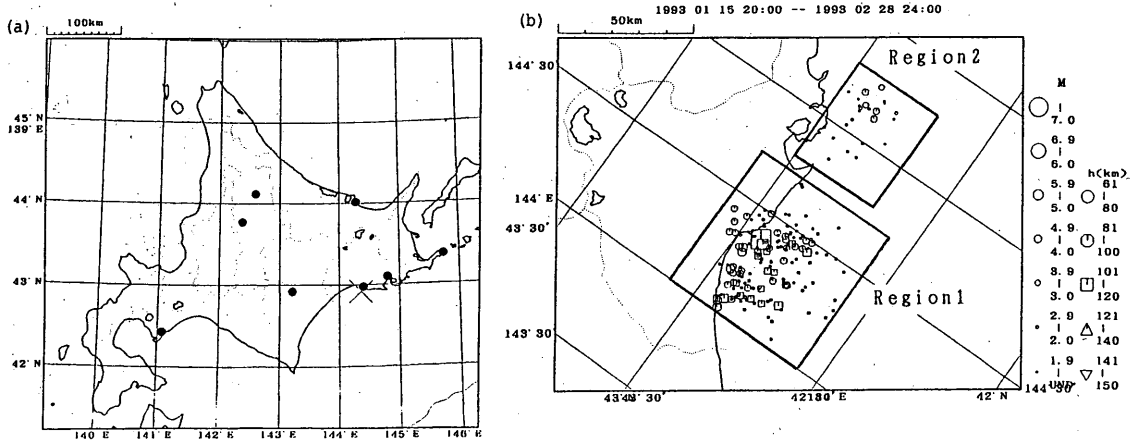 (a)
100km
45° N
139° E
44° N
43° N
42° N
140° E
141° E
142° E
143° E
144° E
145° E
146° E
1993 01 15 20:00 -- 1993 02 28 24:00
(b)
50km
144° 30'
144° E
43° 30'
143° 30'
Region2
Region1
42° N
144° 30'
M
7.0
6.9
6.0
5.9
5.0
4.9
4.0
3.0
2.9
2.0
1.9
h(km)
61
80
81
100
101
120
121
140
141
150